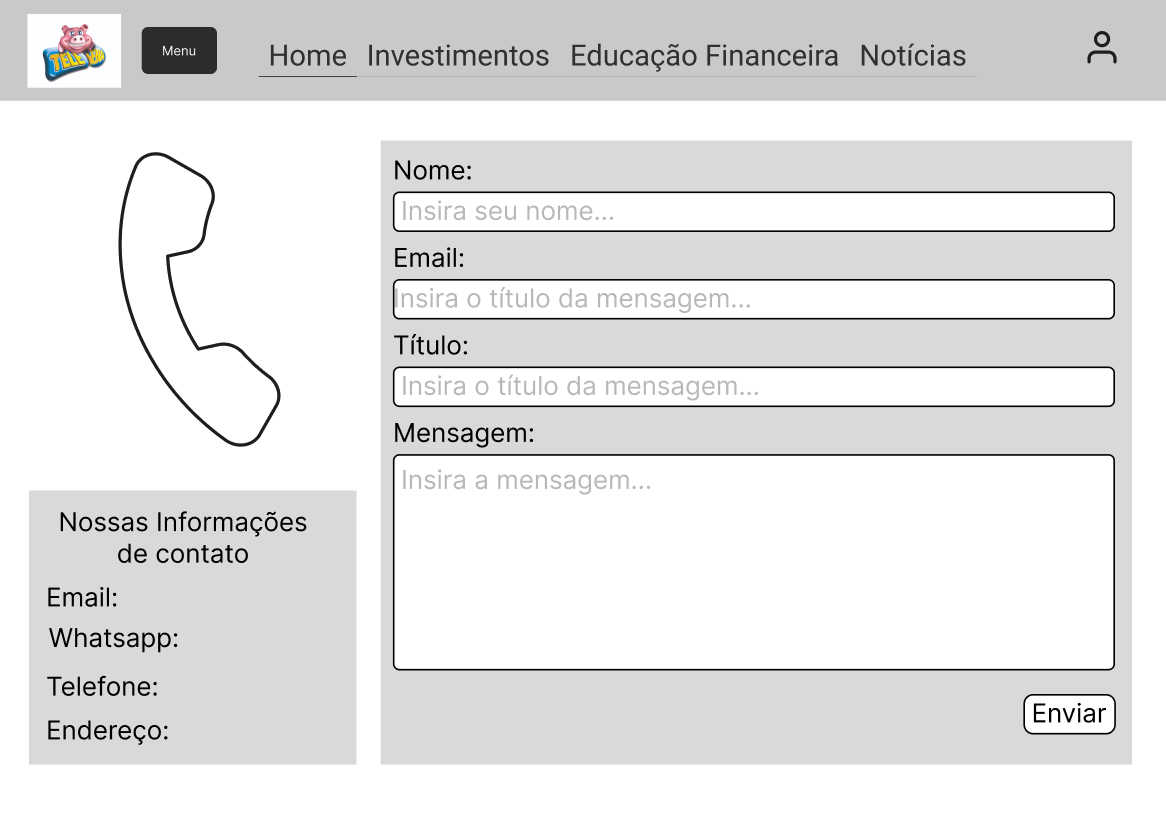 TELE SENA
Menu
Home Investimentos Educação Financeira Notícias
Nome:
Insira seu nome...
Email:
Insira o título da mensagem...
Título:
Insira o título da mensagem...
Mensagem:
Insira a mensagem...
Enviar
Nossas Informações
de contato
Email:
Whatsapp:
Telefone:
Endereço: